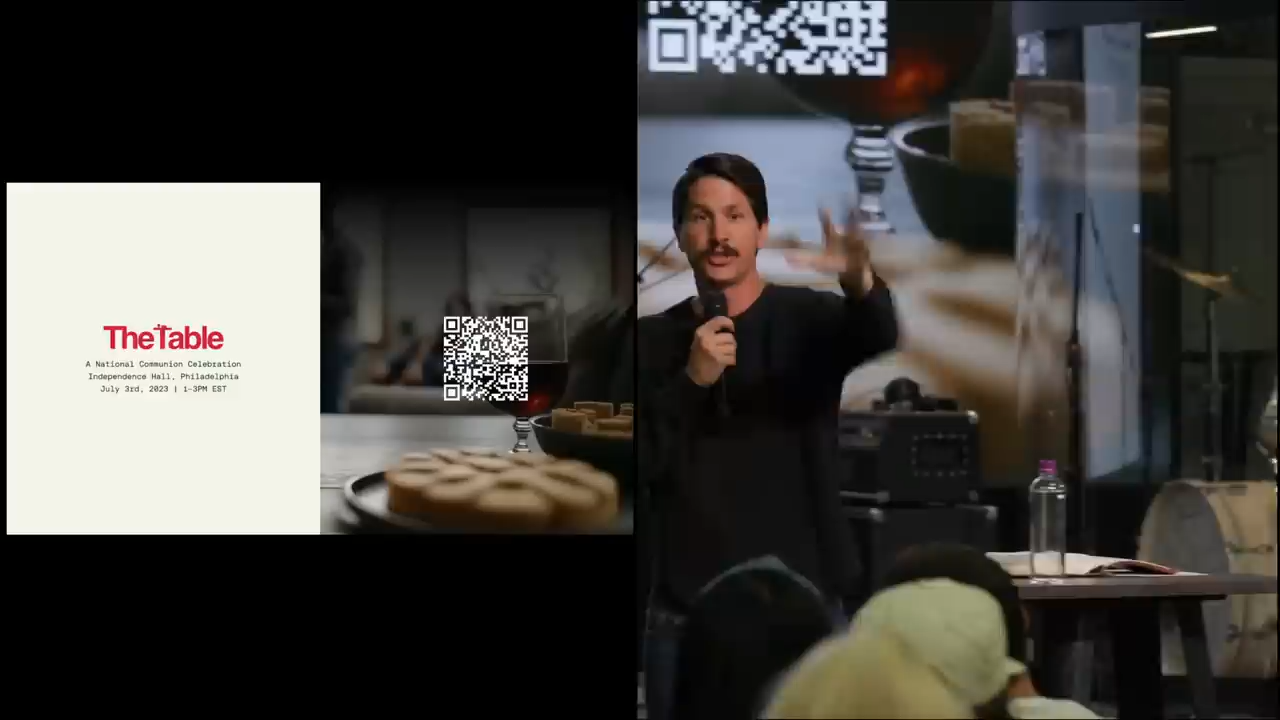 TheTable
A National Communion Celebration
Independence Hall, Philadelphia
July 3rd, 2023 | 1-3PM EST